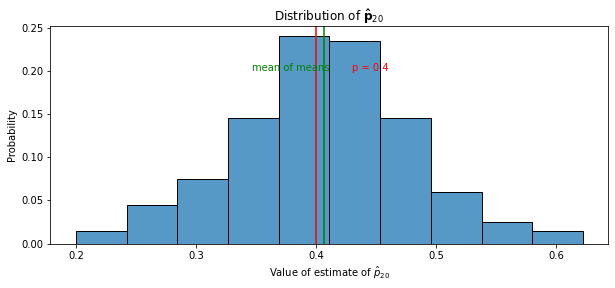 Distribution of p̂₂₀
0.25
0.20
0.15
0.10
0.05
0.00
Probability
mean of means
p = 0.4
0.2 0.3 0.4 0.5 0.6
Value of estimate of p̂₂₀